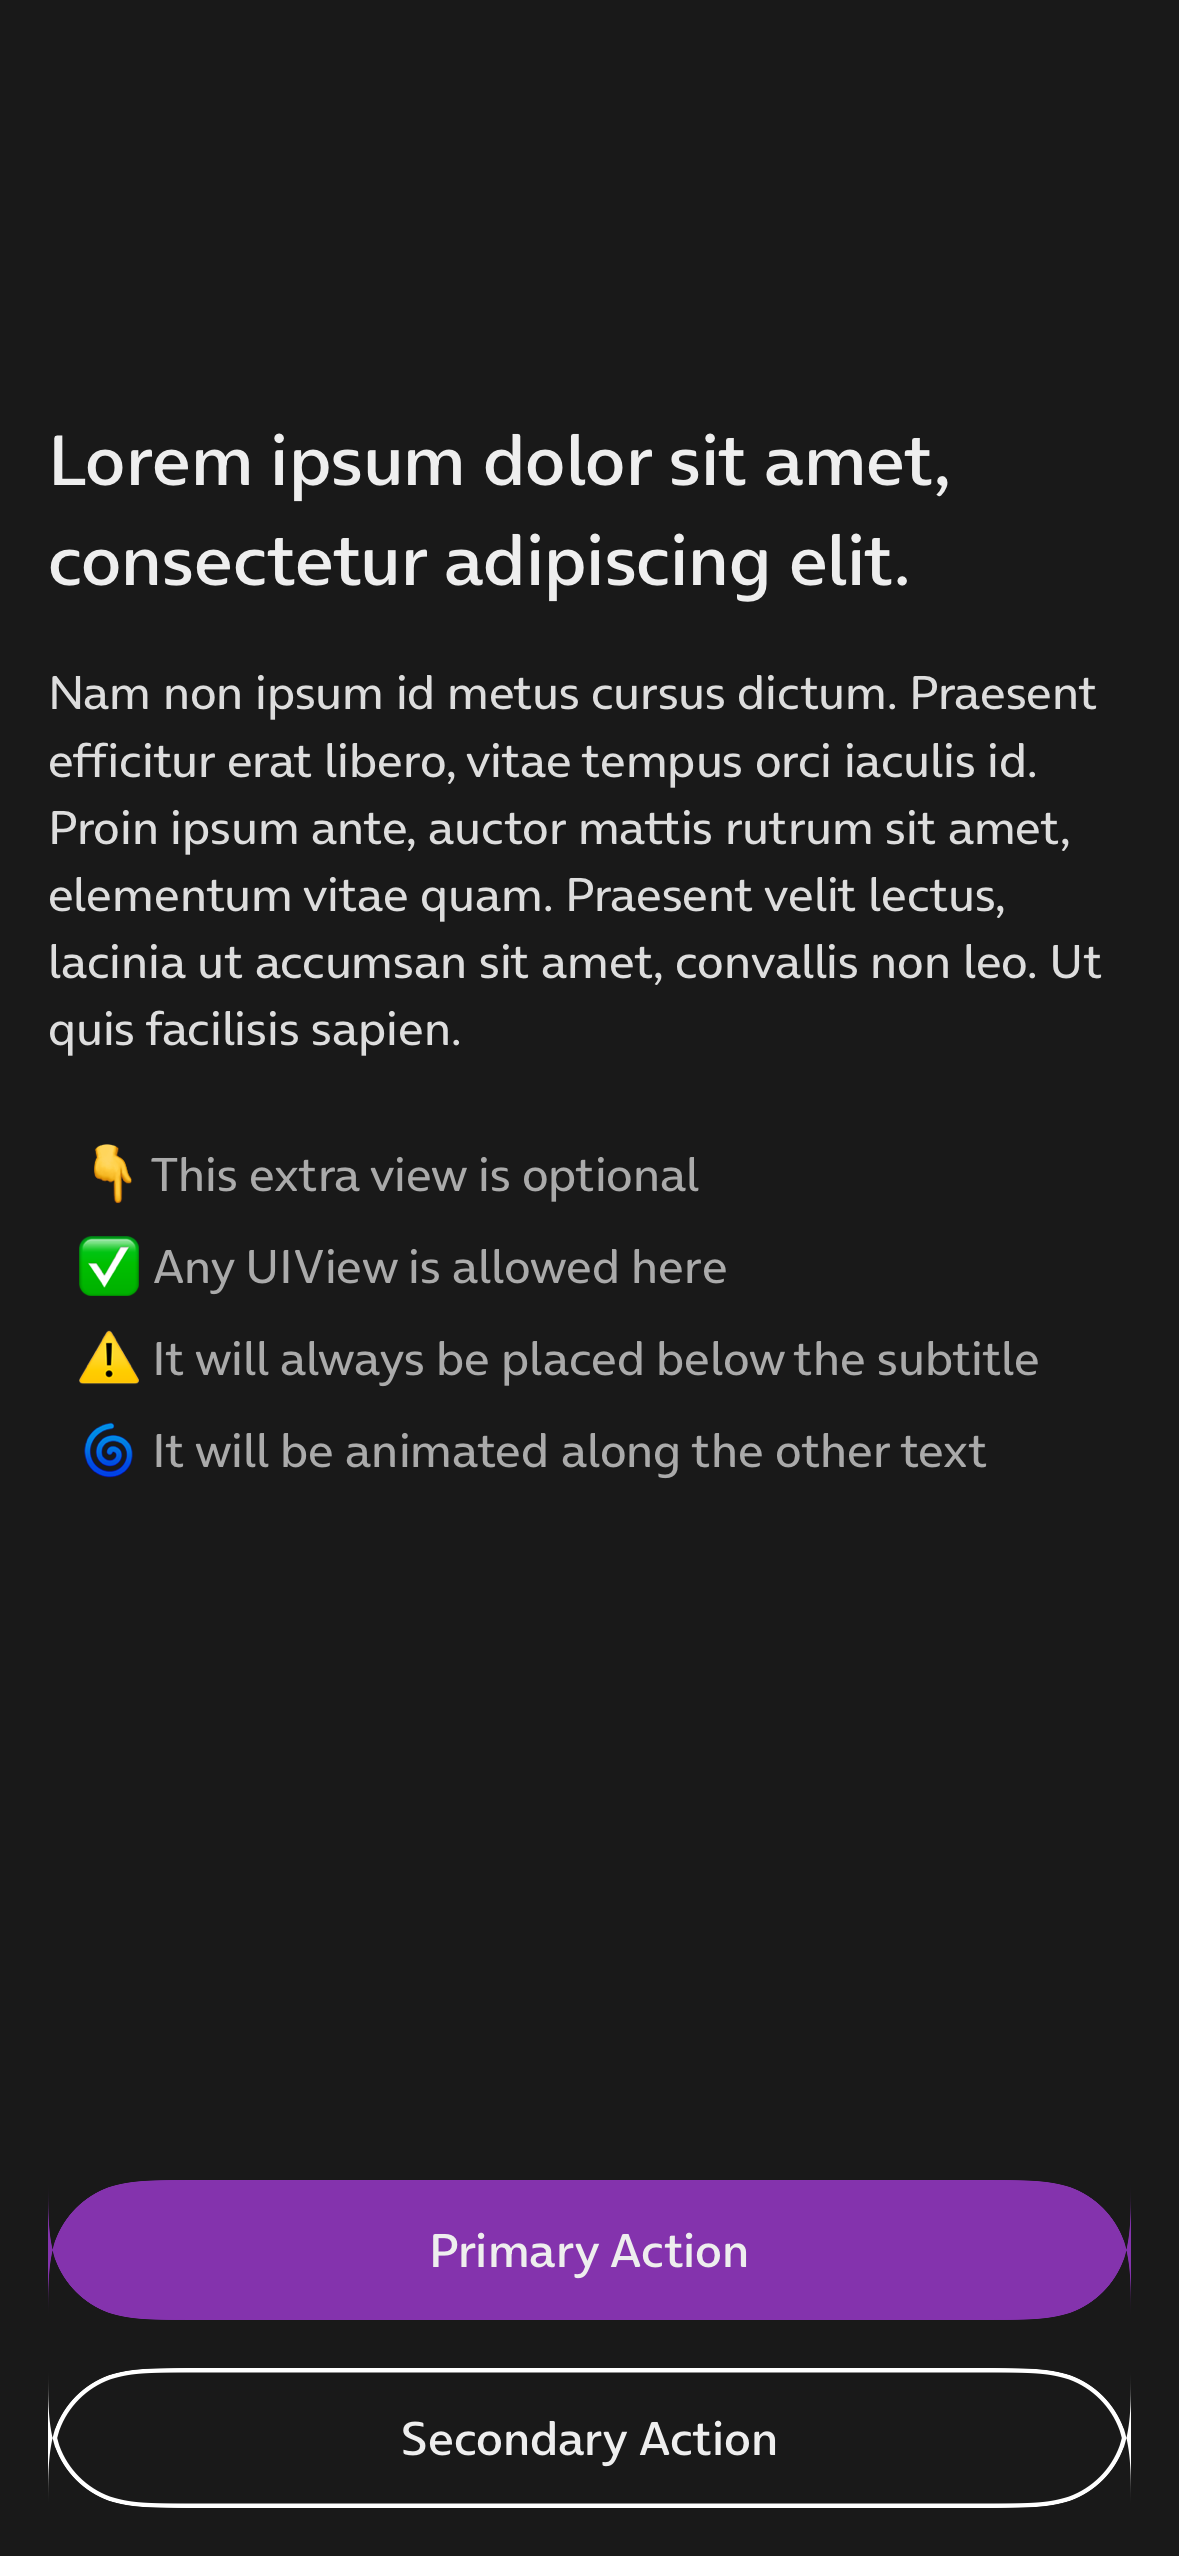 Lorem ipsum dolor sit amet,
consectetur adipiscing elit.
Nam non ipsum id metus cursus dictum. Praesent
efficitur erat libero, vitae tempus orci iaculis id.
Proin ipsum ante, auctor mattis rutrum sit amet,
elementum vitae quam. Praesent velit lectus,
lacinia ut accumsan sit amet, convallis non leo. Ut
quis facilisis sapien.
👇 This extra view is optional
✅ Any UIView is allowed here
⚠️ It will always be placed below the subtitle
🌀 It will be animated along the other text
Primary Action
Secondary Action